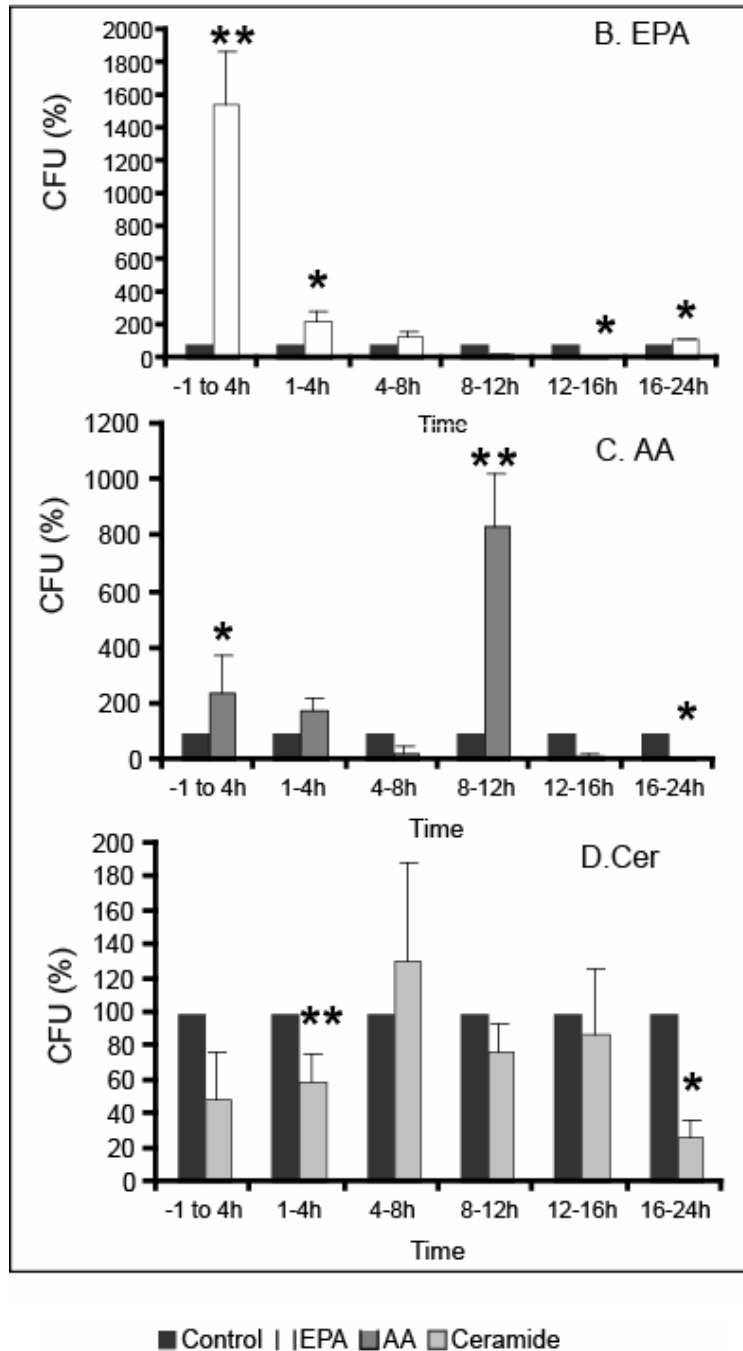 B. EPA
**
2000
1800
1600
1400
1200
1000
800
600
400
200
0
CFU (%)
*
*
*
-1 to 4h 1-4h 4-8h 8-12h 12-16h 16-24h
Time
C. AA
**
1200
1000
800
600
400
200
0
CFU (%)
*
*
-1 to 4h 1-4h 4-8h 8-12h 12-16h 16-24h
Time
D.Cer
200
180
160
140
120
100
80
60
40
20
0
CFU (%)
**
*
-1 to 4h 1-4h 4-8h 8-12h 12-16h 16-24h
Time
Control EPA AA Ceramide